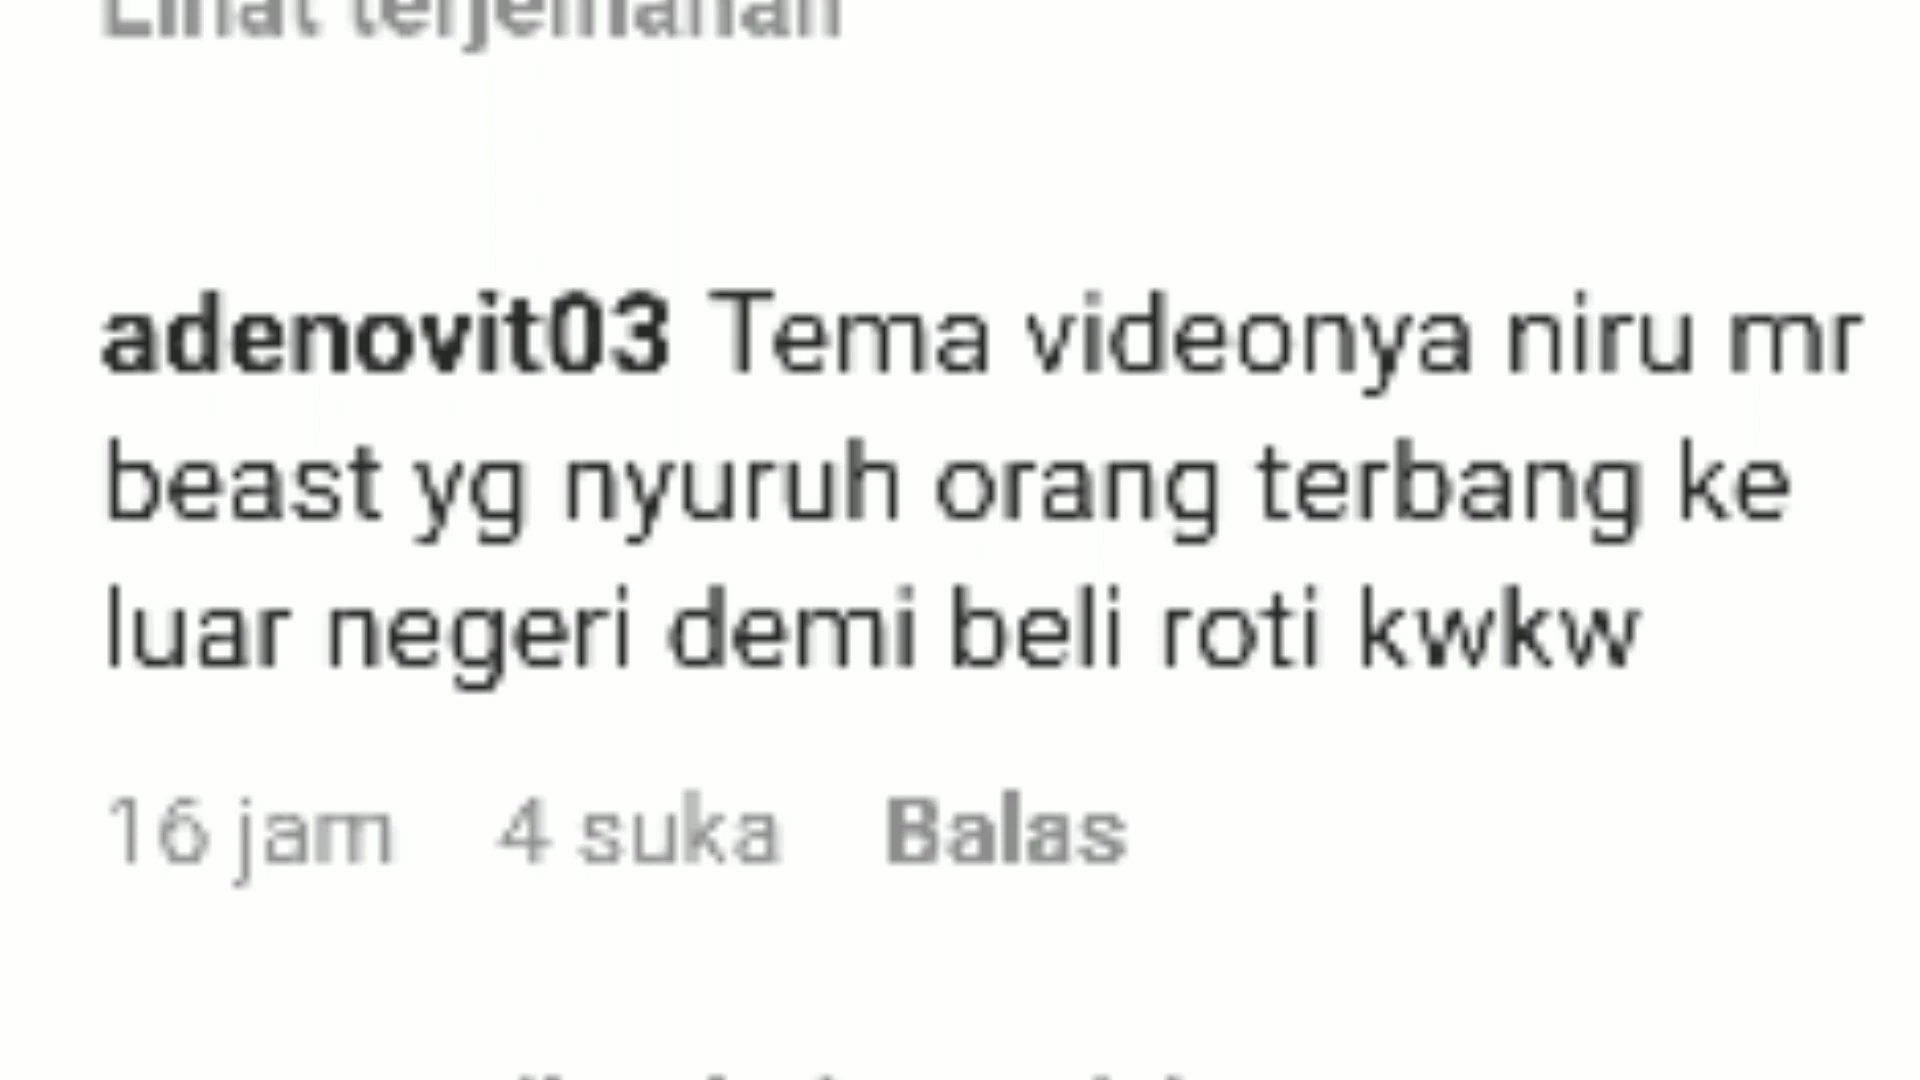 Lihat terjemahan
adenovit03 Tema videonya niru mr
beast yg nyuruh orang terbang ke
luar negeri demi beli roti kwkw
16 jam 4 suka Balas